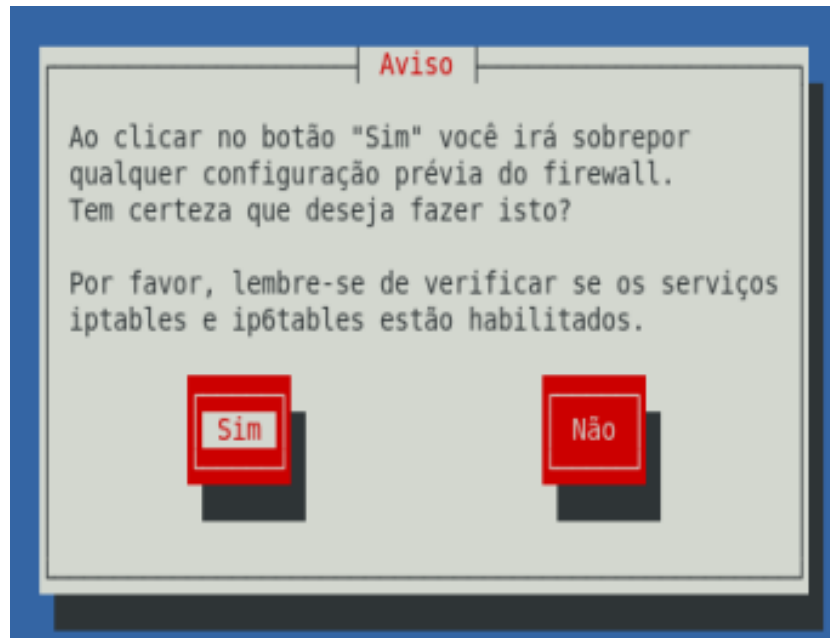 Aviso
Ao clicar no botão "Sim" você irá sobrepor
qualquer configuração prévia do firewall.
Tem certeza que deseja fazer isto?
Por favor, lembre-se de verificar se os serviços
iptables e ip6tables estão habilitados.
Sim
Não